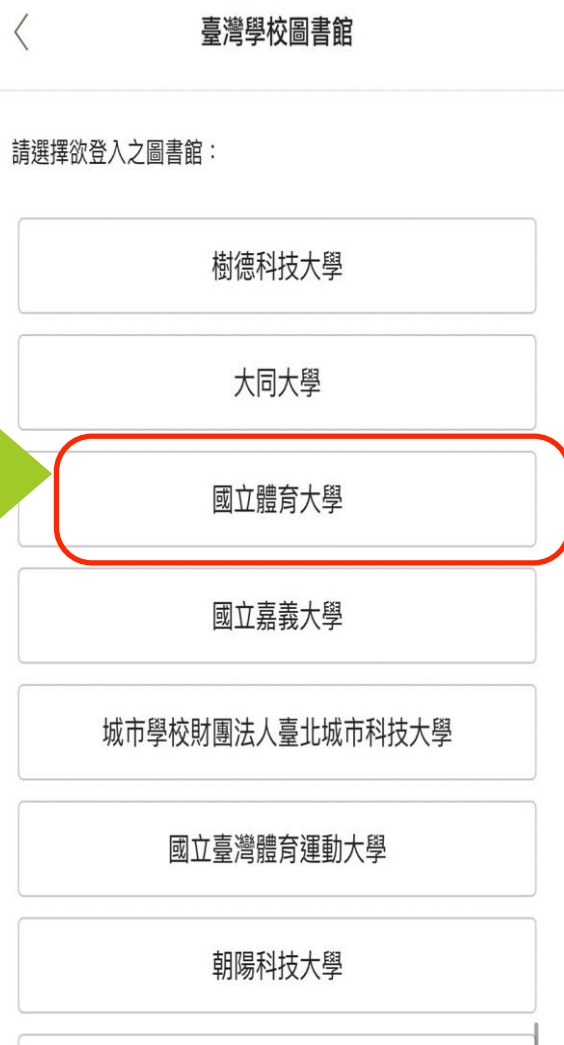 臺灣學校圖書館
請選擇欲登入之圖書館：
樹德科技大學
大同大學
國立體育大學
國立嘉義大學
城市學校財團法人臺北城市科技大學
國立臺灣體育運動大學
朝陽科技大學